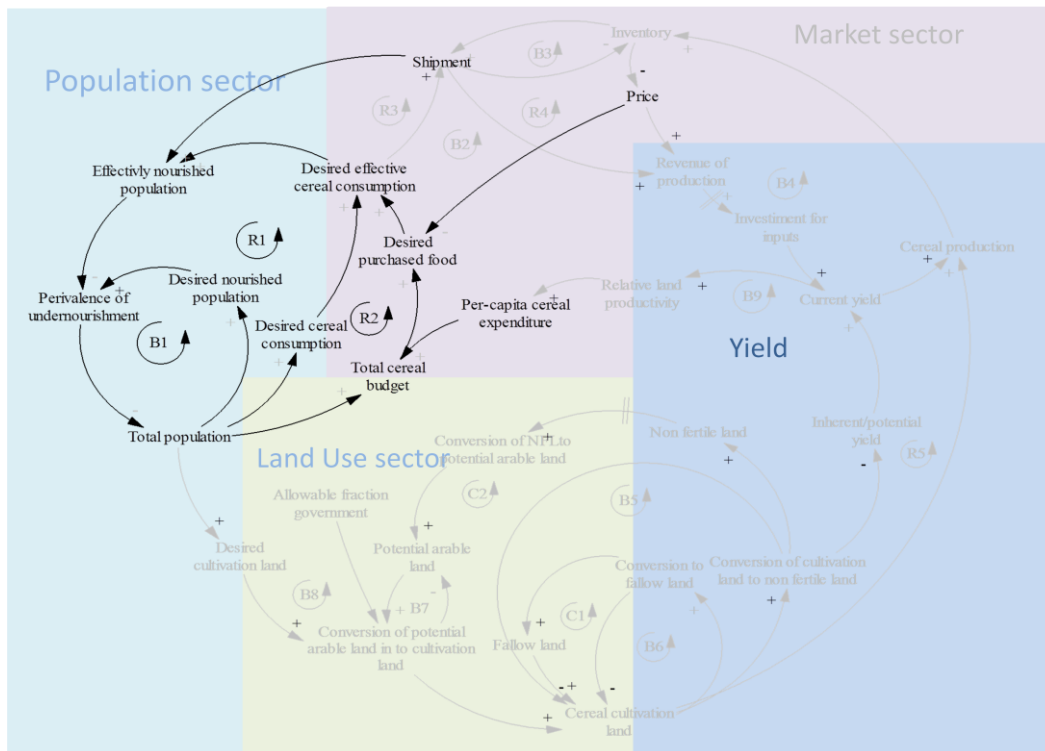 Population sector
Market sector
Inventory
B3
Shipment
Price
R3
R4
B2
Effectivly nourished
population
Desired effective
cereal consumption
Revenue of
production
B4
Investiment for
inputs
R1
Desired
purchased food
Cereal production
Perivalence of
undernourishment
Desired nourished
population
Relative land
productivity
B9
Current yield
Per-capita cereal
expenditure
R2
B1
Desired cereal
consumption
Yield
Total cereal
budget
Total population
Land Use sector
Conversion of NFLto
potential arable land
Non fertile land
Inherent/potential
yield
R5
Allowable fraction
government
C2
B5
Desired
cultivation land
Potential arable
land
Conversion to
fallow land
Conversion of cultivation
land to non fertile land
B8
B7
C1
Conversion of potential
arable land in to cultivation
land
Fallow land
B6
Cereal cultivation
land